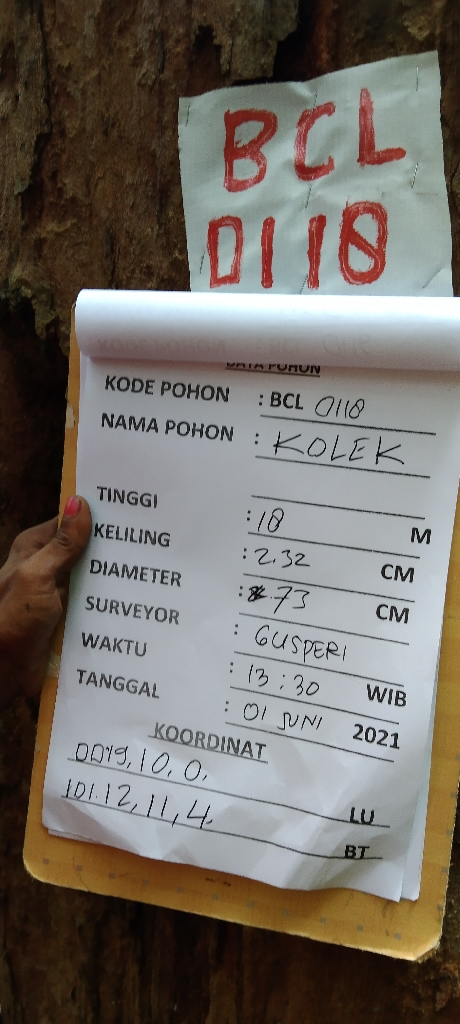 BCL
0118
DATA POHON
KODE POHON : BCL 0118
NAMA POHON : KOLEK
TINGGI : 18 M
KELILING : 2.32 CM
DIAMETER : 73 CM
SURVEYOR : GUSPERI
WAKTU : 13:30 WIB
TANGGAL : 01 JUNI 2021
KOORDINAT
0019,10,0, LU
101.12,11,4. BT